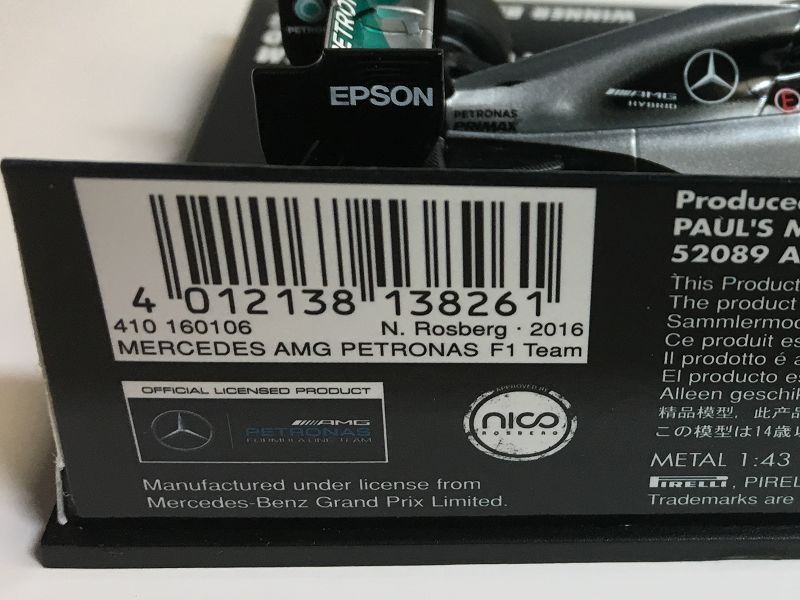 WINNER
PETRONAS
EPSON
AMG
HYBRID
PETRONAS
PRIMAX
4 012138 138261
410 160106 N. Rosberg · 2016
MERCEDES AMG PETRONAS F1 Team
OFFICIAL LICENSED PRODUCT
AMG
PETRONAS
FORMULA ONE TEAM
APPROVED BY
nico
ROSBERG
Manufactured under license from
Mercedes-Benz Grand Prix Limited.
Produced
PAUL'S M
52089 A
This Product
The product
Sammlermod
Ce produit es
Il prodotto é a
El producto es
Alleen geschik
精品模型, 此产品
この模型は14歳以
METAL 1:43
PIRELLI, PIREL
Trademarks are